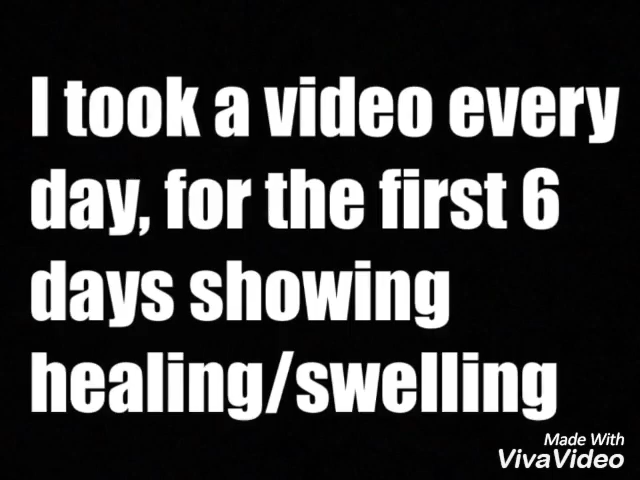 I took a video every
day, for the first 6
days showing
healing/swelling
Made With
VivaVideo